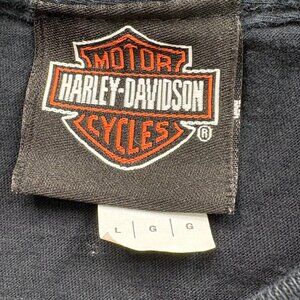 MOTOR
HARLEY-DAVIDSON
CYCLES ®
L | G | G